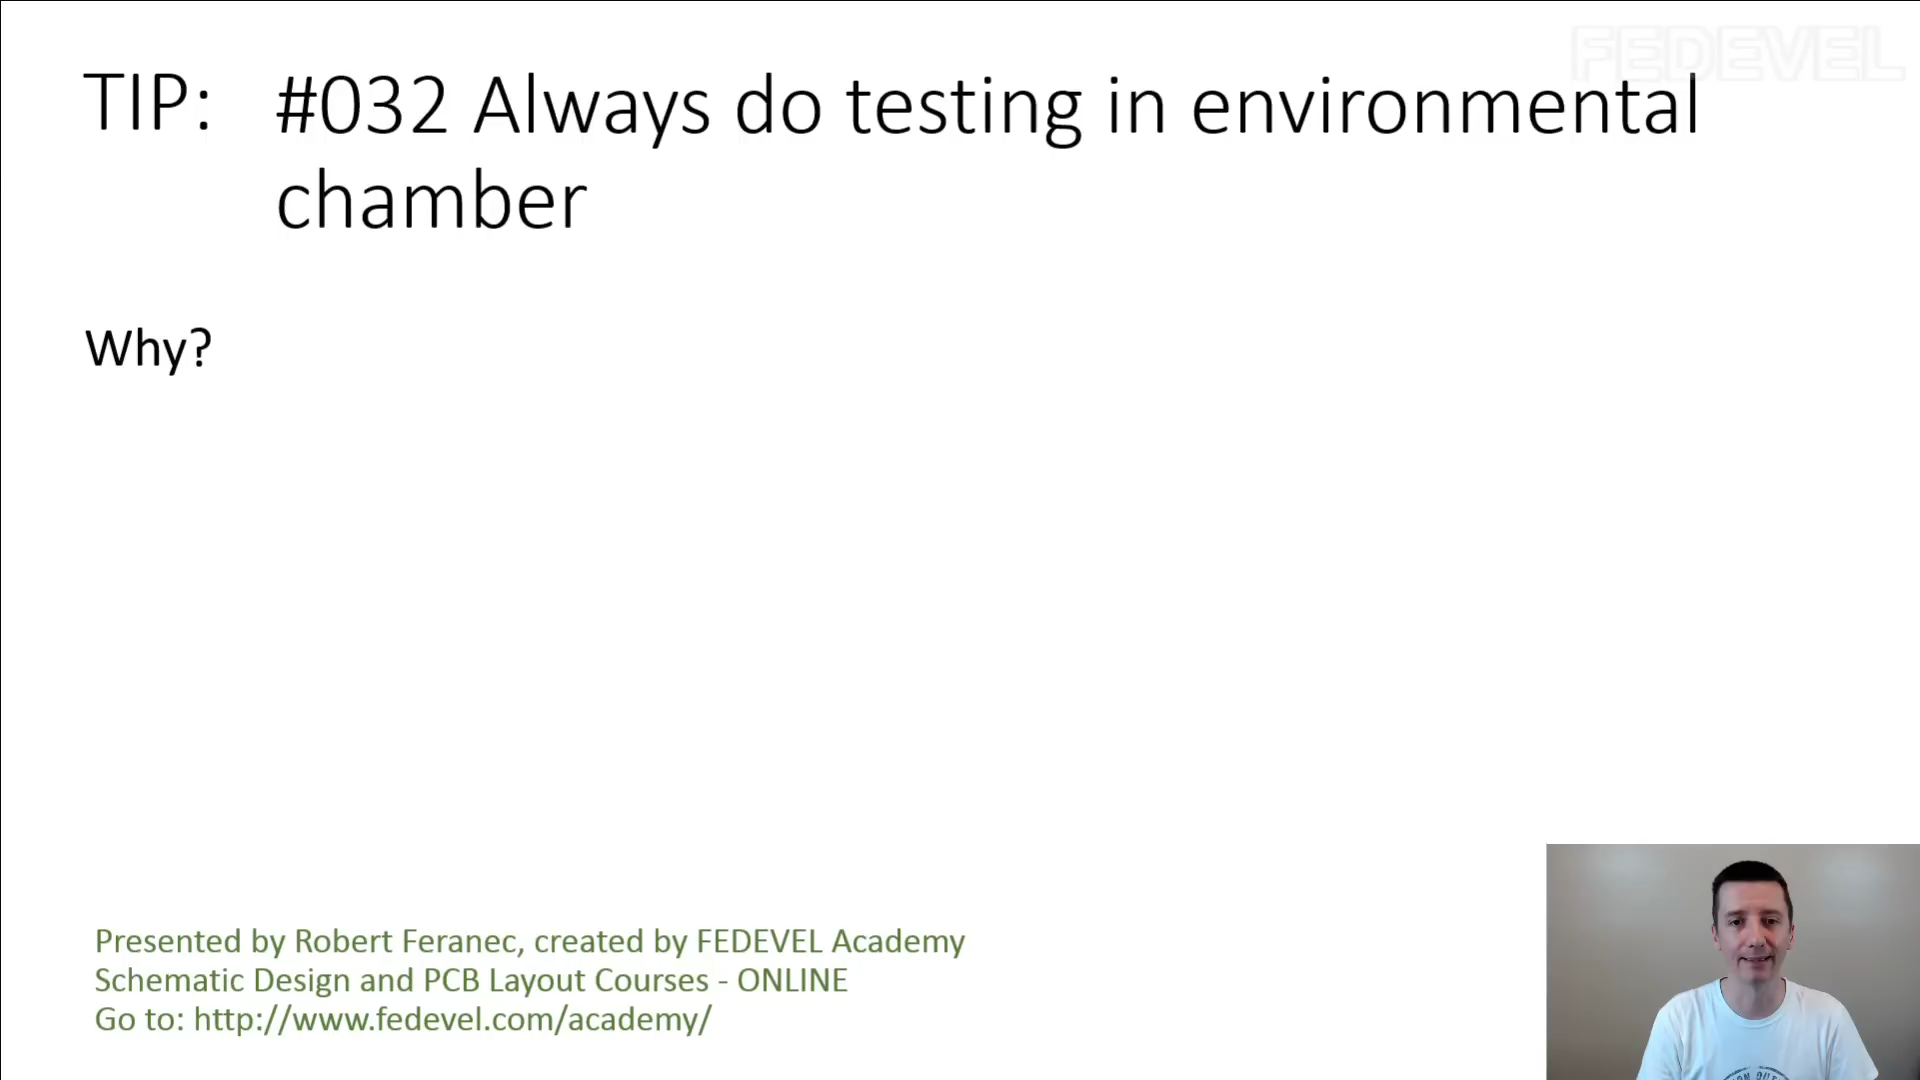 FEDEVEL
TIP: #032 Always do testing in environmental
chamber
Why?
Presented by Robert Feranec, created by FEDEVEL Academy
Schematic Design and PCB Layout Courses - ONLINE
Go to: http://www.fedevel.com/academy/